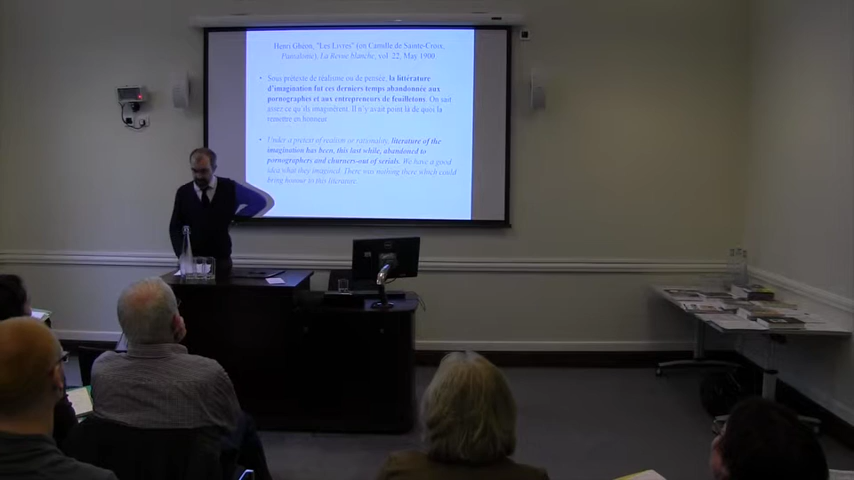 Henri Ghéon, "Les Livres" (on Camille de Sainte-Croix,
Pantalonie), La Revue blanche, vol. 22, May 1900.
• Sous prétexte de réalisme ou de pensée, la littérature
d'imagination fut ces derniers temps abandonnée aux
pornographes et aux entrepreneurs de feuilletons. On sait
assez ce qu'ils imaginèrent. Il n'y avait point là de quoi la
remettre en honneur.
• Under a pretext of realism or rationality, literature of the
imagination has been, this last while, abandoned to
pornographers and churners-out of serials. We have a good
idea what they imagined. There was nothing there which could
bring honour to this literature.